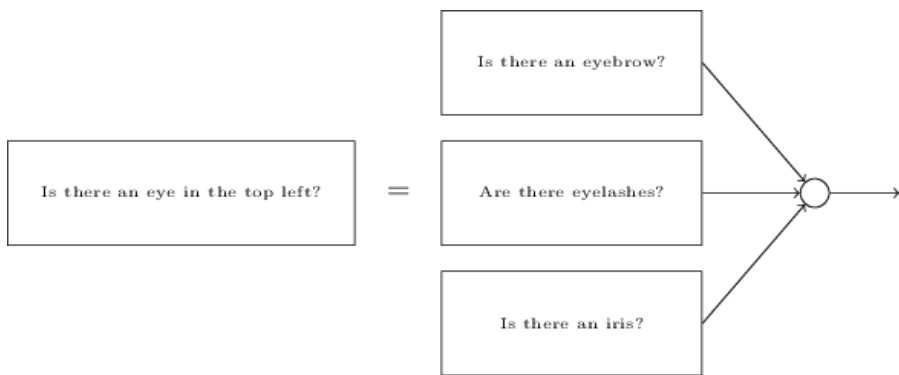 Is there an eye in the top left?
=
Is there an eyebrow?
Are there eyelashes?
Is there an iris?